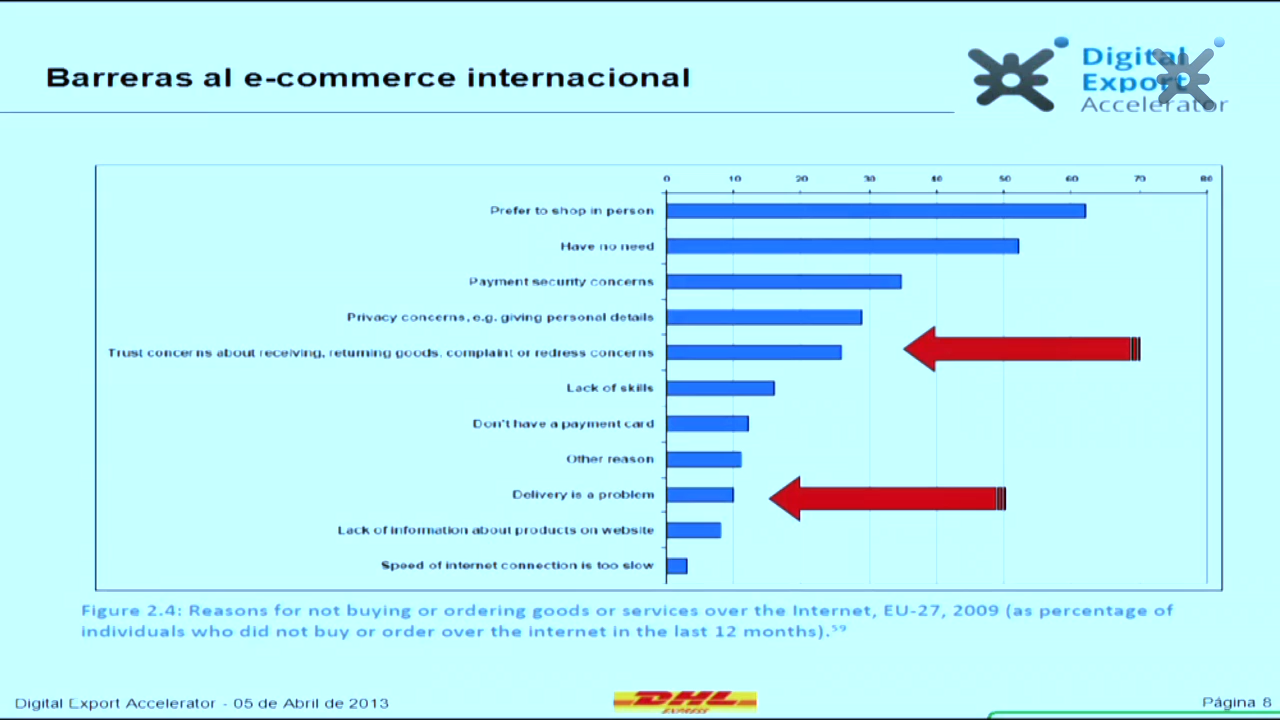 Barreras al e-commerce internacional
Digital
Export
Accelerator
0 10 20 30 40 50 60 70 80
Prefer to shop in person
Have no need
Payment security concerns
Privacy concerns, e.g. giving personal details
Trust concerns about receiving, returning goods, complaint or redress concerns
Lack of skills
Don't have a payment card
Other reason
Delivery is a problem
Lack of information about products on website
Speed of internet connection is too slow
Figure 2.4: Reasons for not buying or ordering goods or services over the Internet, EU-27, 2009 (as percentage of
individuals who did not buy or order over the internet in the last 12 months).⁵⁹
Digital Export Accelerator - 05 de Abril de 2013
DHL
EXPRESS
Página 8